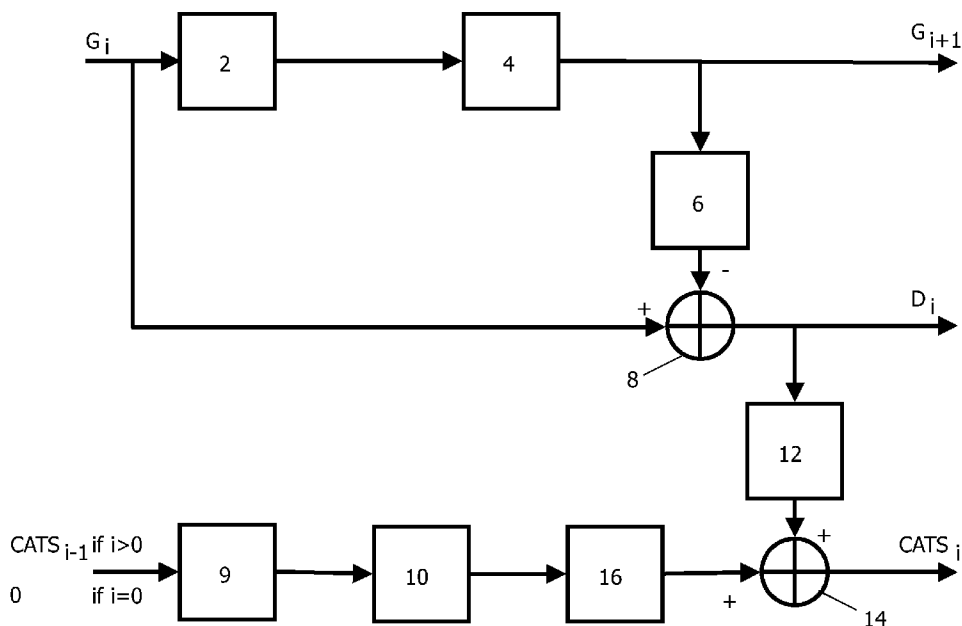 G i
G i+1
2
4
6
-
+
D i
8
12
CATS i-1 if i>0
0 if i=0
9
10
16
+
+
CATS i
14